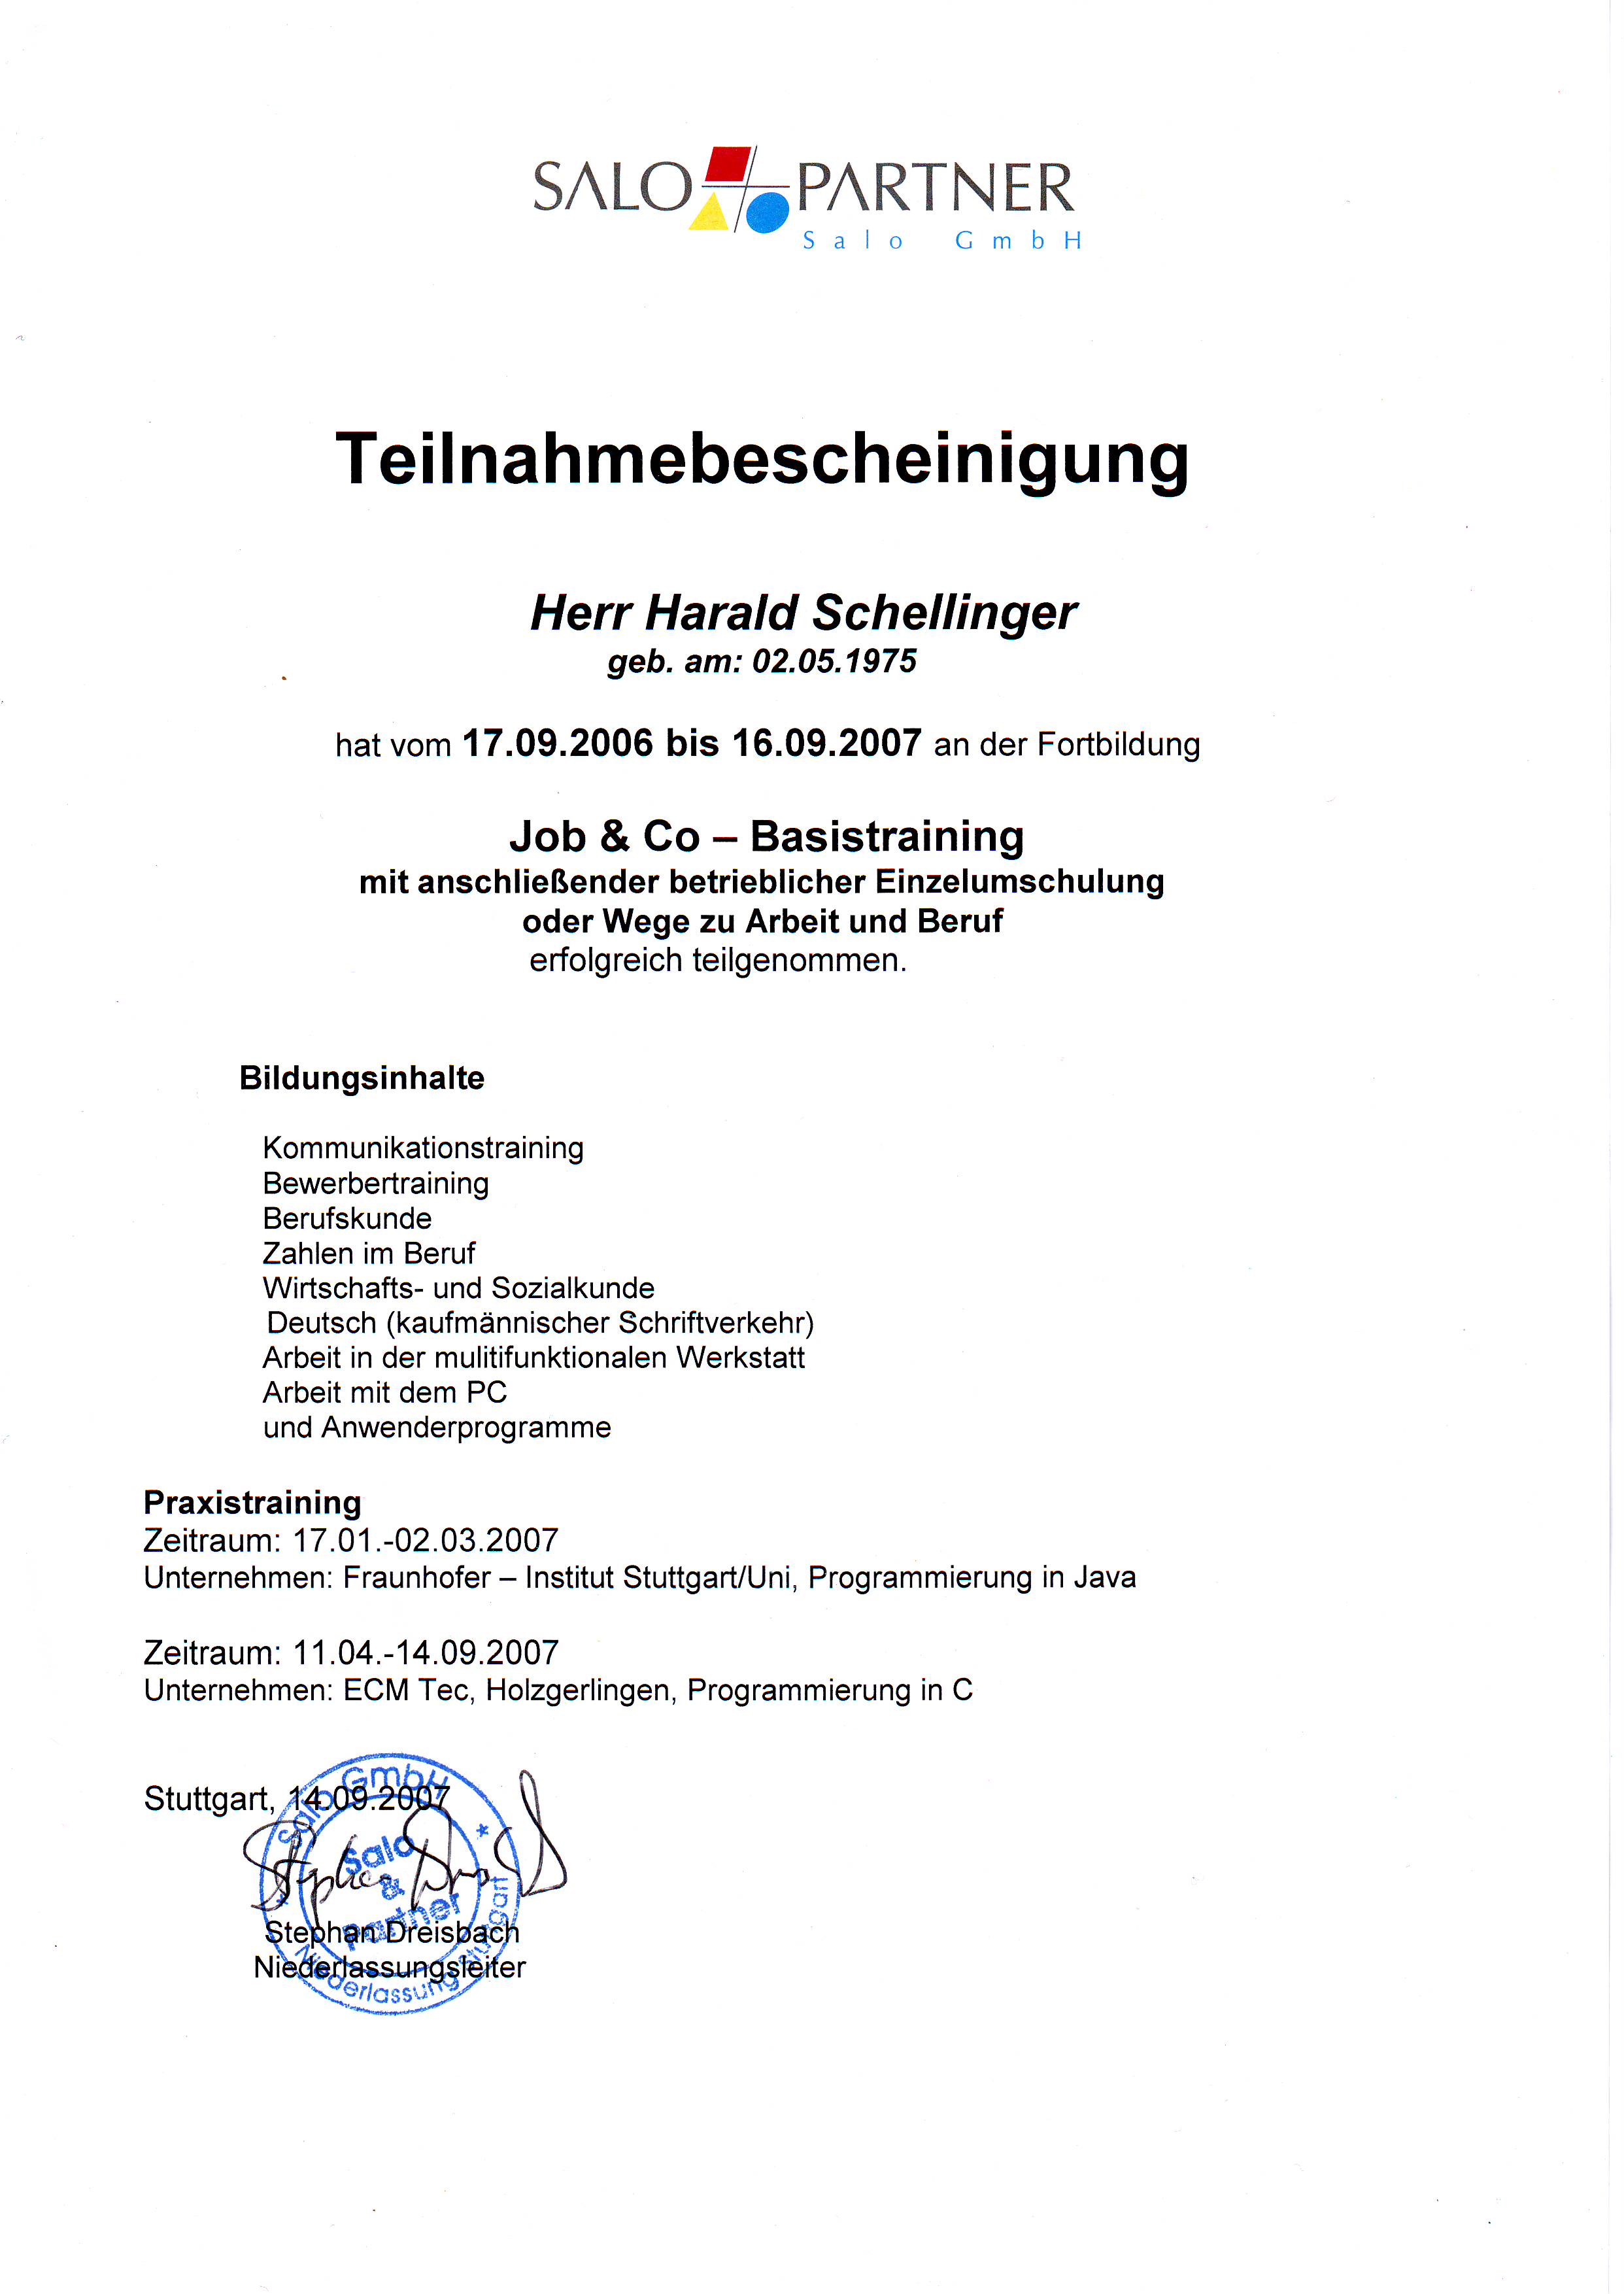 SALO PARTNER
Salo GmbH
Teilnahmebescheinigung
Herr Harald Schellinger
geb. am: 02.05.1975
hat vom 17.09.2006 bis 16.09.2007 an der Fortbildung
Job & Co – Basistraining
mit anschließender betrieblicher Einzelumschulung
oder Wege zu Arbeit und Beruf
erfolgreich teilgenommen.
Bildungsinhalte
Kommunikationstraining
Bewerbertraining
Berufskunde
Zahlen im Beruf
Wirtschafts- und Sozialkunde
Deutsch (kaufmännischer Schriftverkehr)
Arbeit in der mulitifunktionalen Werkstatt
Arbeit mit dem PC
und Anwenderprogramme
Praxistraining
Zeitraum: 17.01.-02.03.2007
Unternehmen: Fraunhofer – Institut Stuttgart/Uni, Programmierung in Java
Zeitraum: 11.04.-14.09.2007
Unternehmen: ECM Tec, Holzgerlingen, Programmierung in C
Stuttgart, 14.09.2007
Salo GmbH
Salo
&
Partner
Niederlassung Stuttgart
Stephan Dreisbach
Niederlassungsleiter